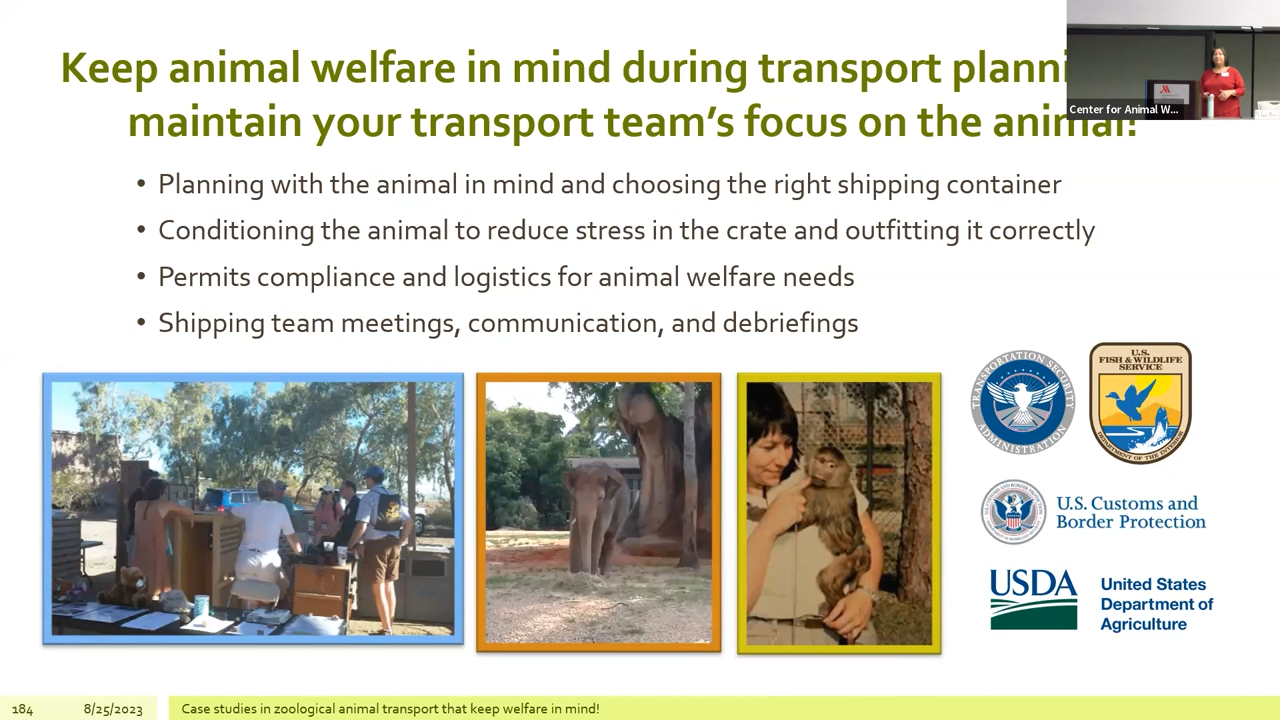 Keep animal welfare in mind during transport planni
maintain your transport team's focus on the animal!
Center for Animal W...
• Planning with the animal in mind and choosing the right shipping container
• Conditioning the animal to reduce stress in the crate and outfitting it correctly
• Permits compliance and logistics for animal welfare needs
• Shipping team meetings, communication, and debriefings
TRANSPORTATION SECURITY
ADMINISTRATION
U.S.
FISH & WILDLIFE
SERVICE
DEPARTMENT OF THE INTERIOR
U.S. Customs and
Border Protection
USDA
United States
Department of
Agriculture
184
8/25/2023
Case studies in zoological animal transport that keep welfare in mind!